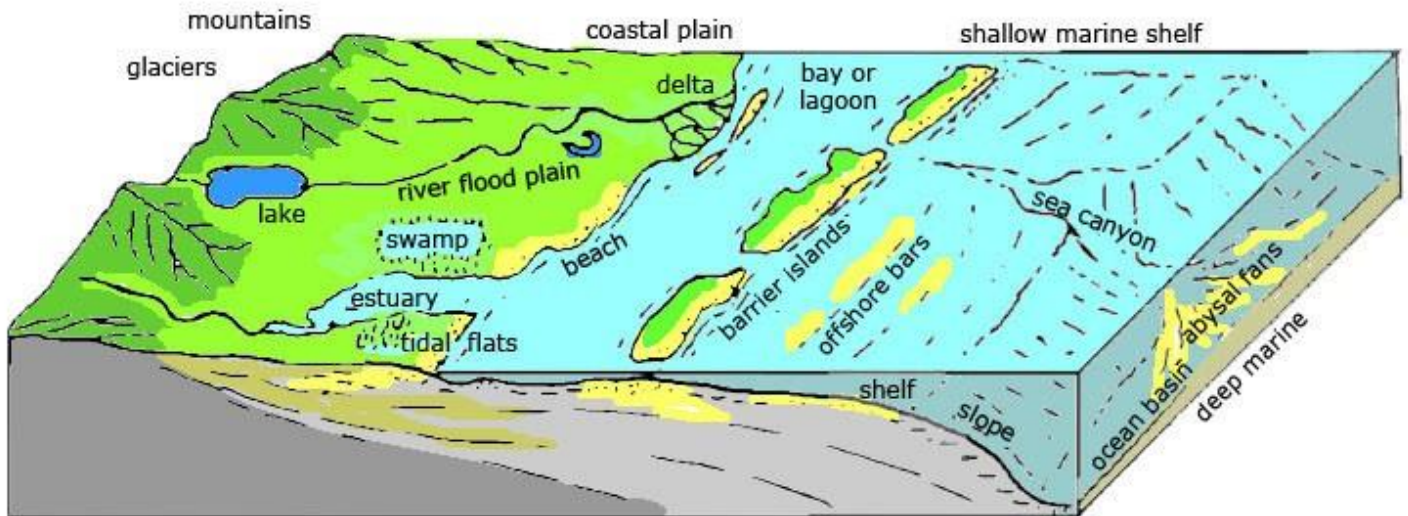 mountains
coastal plain
shallow marine shelf
glaciers
delta
bay or
lagoon
river flood plain
lake
swamp
beach
sea canyon
estuary
barrier islands
offshore bars
abysal fans
tidal flats
shelf
slope
ocean basin
deep marine